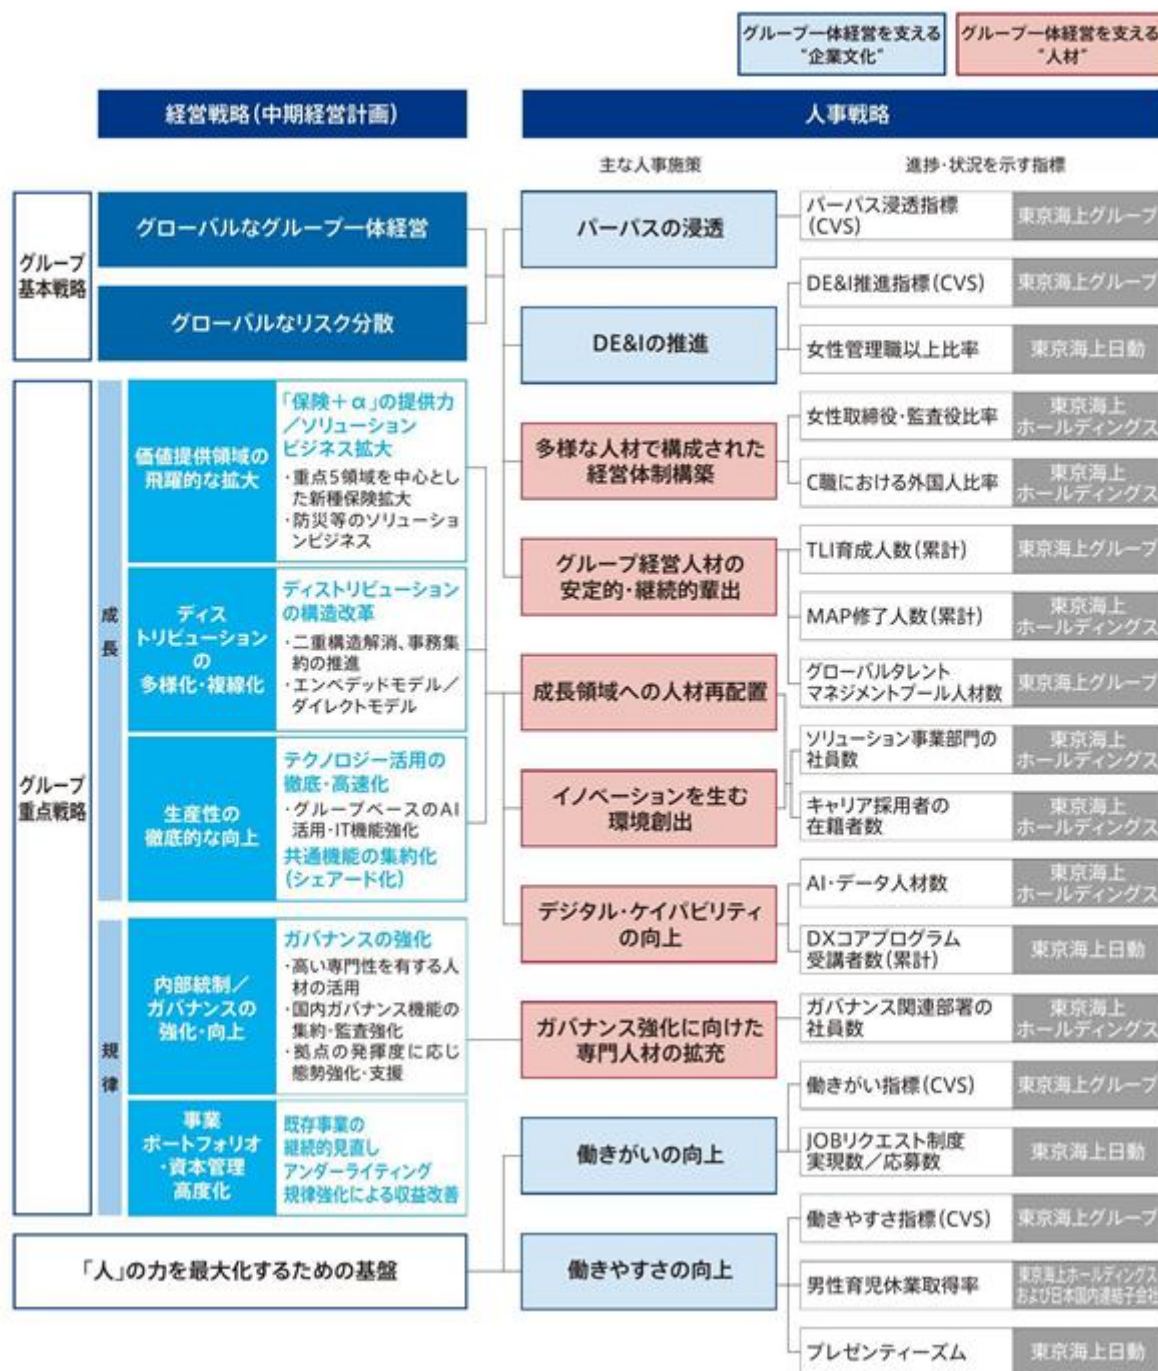 グループ一体経営を支える
“企業文化”
グループ一体経営を支える
“人材”
経営戦略(中期経営計画)
人事戦略
主な人事施策
進捗・状況を示す指標
グループ
基本戦略
グローバルなグループ一体経営
グローバルなリスク分散
グループ
重点戦略
成
長
価値提供領域の
飛躍的な拡大
「保険+α」の提供力
/ソリューション
ビジネス拡大
・重点5領域を中心とし
た新種保険拡大
・防災等のソリューショ
ンビジネス
ディス
トリビューション
の
多様化・複線化
ディストリビューション
の構造改革
・二重構造解消、事務集
約の推進
・エンベデッドモデル/
ダイレクトモデル
生産性の
徹底的な向上
テクノロジー活用の
徹底・高速化
・グループベースのAI
活用・IT機能強化
共通機能の集約化
(シェアード化)
規
律
内部統制/
ガバナンスの
強化・向上
ガバナンスの強化
・高い専門性を有する人
材の活用
・国内ガバナンス機能の
集約・監査強化
・拠点の発揮度に応じ
態勢強化・支援
事業
ポートフォリオ
・資本管理
高度化
既存事業の
継続的見直し
アンダーライティング
規律強化による収益改善
「人」の力を最大化するための基盤
パーパスの浸透
パーパス浸透指標
(CVS)
東京海上グループ
DE&Iの推進
DE&I推進指標(CVS)
東京海上グループ
女性管理職以上比率
東京海上日動
多様な人材で構成された
経営体制構築
女性取締役・監査役比率
東京海上
ホールディングス
C職における外国人比率
東京海上
ホールディングス
グループ経営人材の
安定的・継続的輩出
TLI育成人数(累計)
東京海上グループ
MAP修了人数(累計)
東京海上
ホールディングス
グローバルタレント
マネジメントプール人材数
東京海上グループ
成長領域への人材再配置
イノベーションを生む
環境創出
ソリューション事業部門の
社員数
東京海上
ホールディングス
キャリア採用者の
在籍者数
東京海上
ホールディングス
デジタル・ケイパビリティ
の向上
AI・データ人材数
東京海上
ホールディングス
DXコアプログラム
受講者数(累計)
東京海上日動
ガバナンス強化に向けた
専門人材の拡充
ガバナンス関連部署の
社員数
東京海上
ホールディングス
働きがいの向上
働きがい指標(CVS)
東京海上グループ
JOBリクエスト制度
実現数/応募数
東京海上日動
働きやすさの向上
働きやすさ指標(CVS)
東京海上グループ
男性育児休業取得率
東京海上ホールディングス
および日本国内連結子会社
プレゼンティーズム
東京海上日動